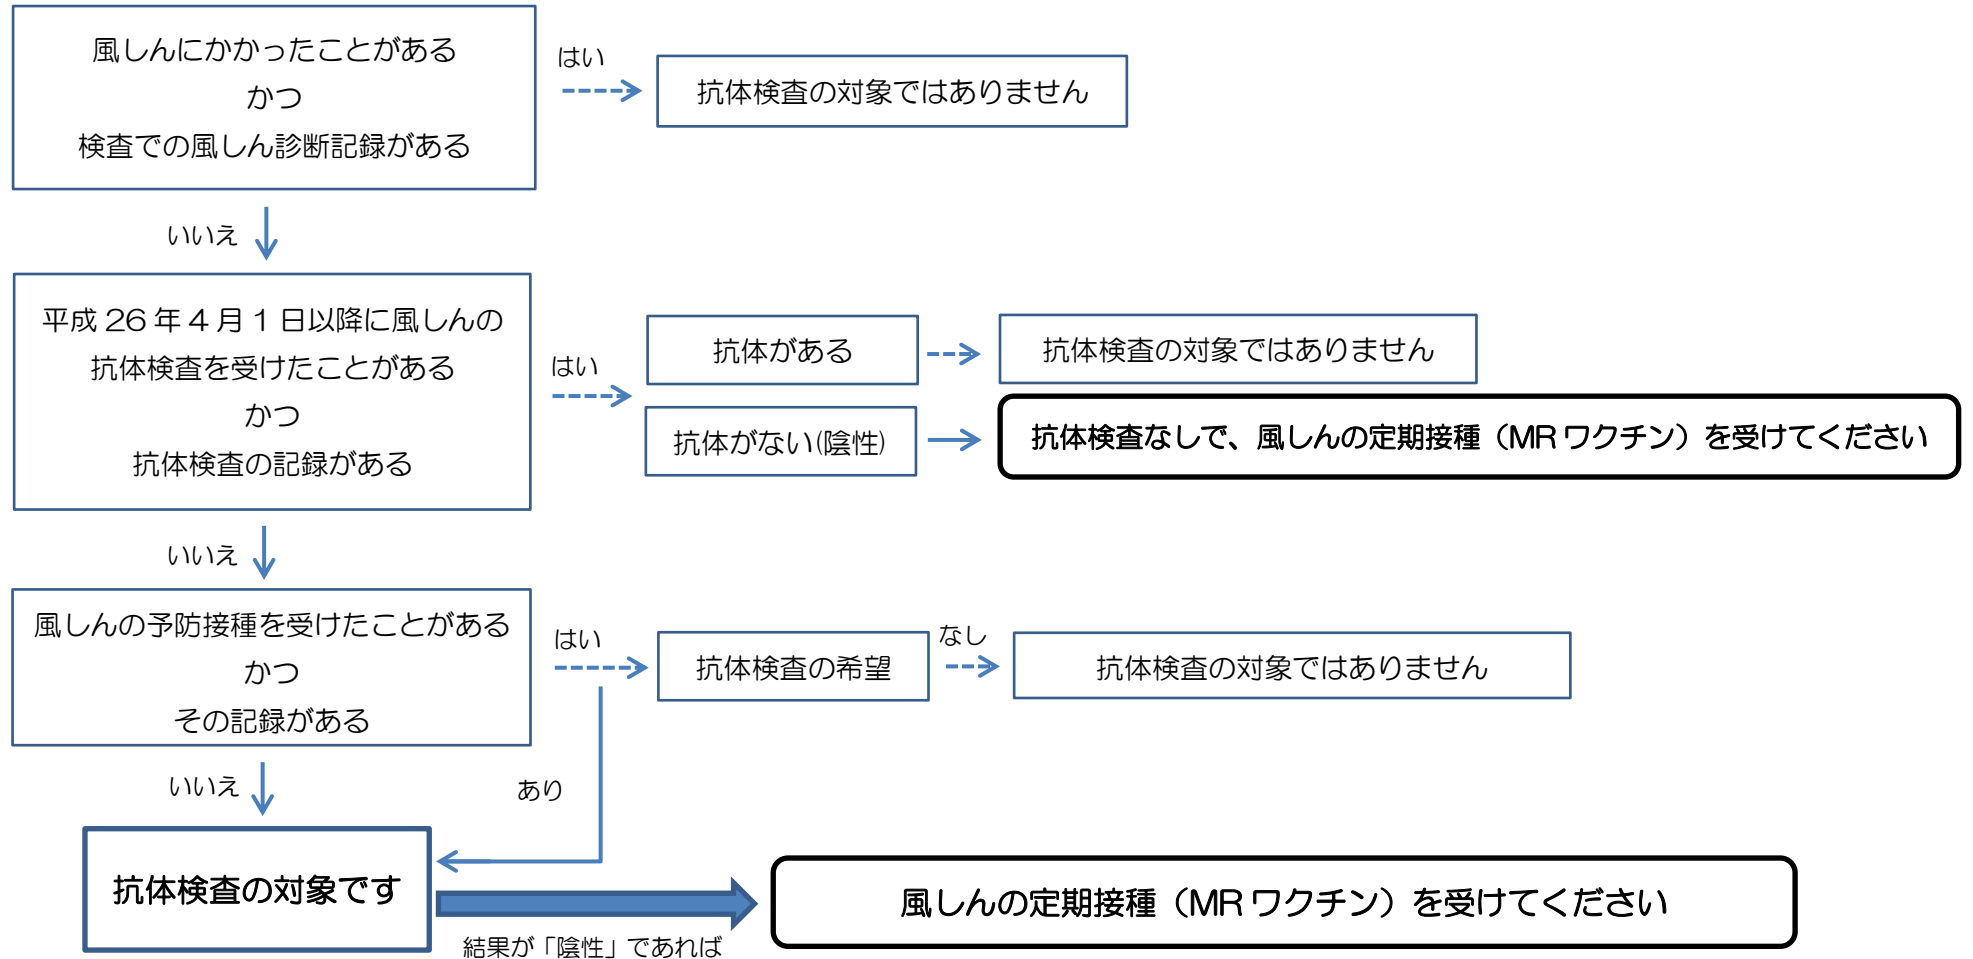 風しんにかかったことがある
かつ
検査での風しん診断記録がある
はい
抗体検査の対象ではありません
いいえ
平成 26 年 4 月 1 日以降に風しんの
抗体検査を受けたことがある
かつ
抗体検査の記録がある
はい
抗体がある
抗体検査の対象ではありません
抗体がない(陰性)
抗体検査なしで、風しんの定期接種（MR ワクチン）を受けてください
いいえ
風しんの予防接種を受けたことがある
かつ
その記録がある
はい
抗体検査の希望
なし
抗体検査の対象ではありません
いいえ
あり
抗体検査の対象です
結果が「陰性」であれば
風しんの定期接種（MR ワクチン）を受けてください